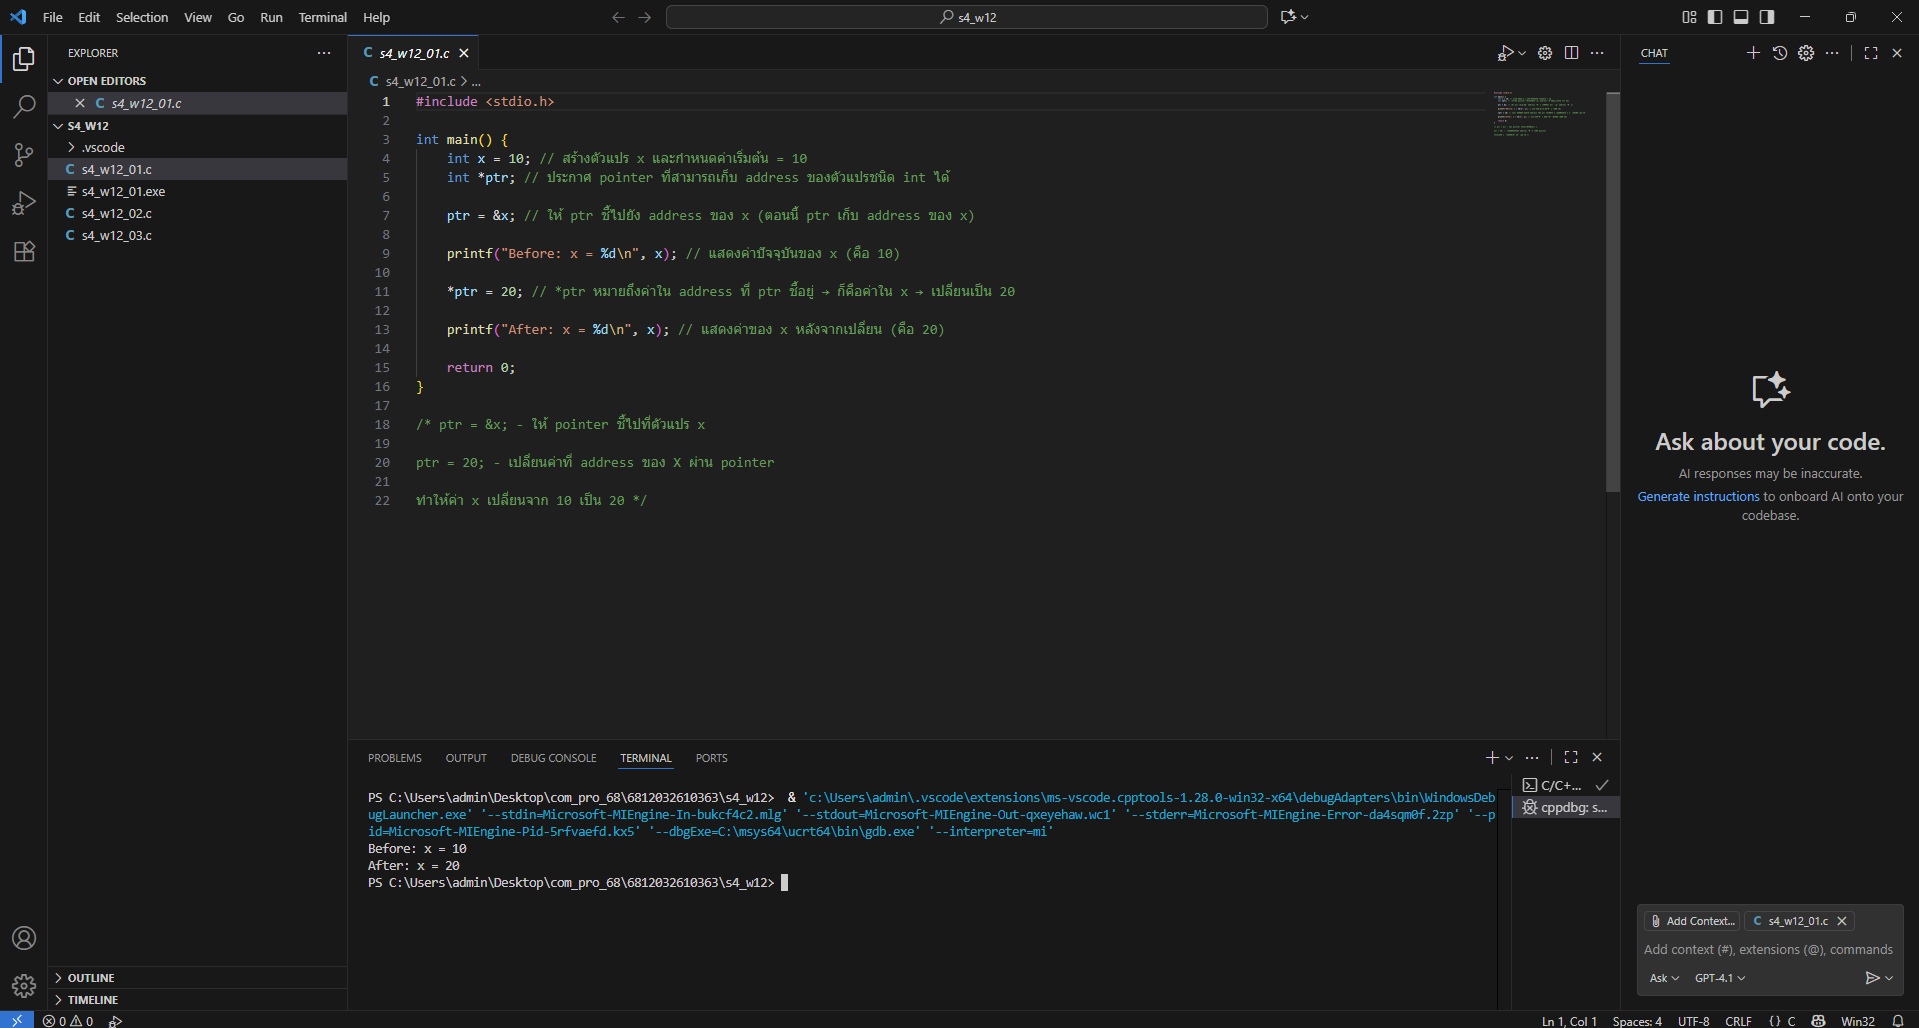 File Edit Selection View Go Run Terminal Help
s4_w12
EXPLORER
OPEN EDITORS
C s4_w12_01.c
S4_W12
.vscode
C s4_w12_01.c
s4_w12_01.exe
C s4_w12_02.c
C s4_w12_03.c
OUTLINE
TIMELINE
C s4_w12_01.c
C s4_w12_01.c > ...
1 #include <stdio.h>
2
3 int main() {
4 int x = 10; // สร้างตัวแปร x และกำหนดค่าเริ่มต้น = 10
5 int *ptr; // ประกาศ pointer ที่สามารถเก็บ address ของตัวแปรชนิด int ได้
6
7 ptr = &x; // ให้ ptr ชี้ไปยัง address ของ x (ตอนนี้ ptr เก็บ address ของ x)
8
9 printf("Before: x = %d\n", x); // แสดงค่าปัจจุบันของ x (คือ 10)
10
11 *ptr = 20; // *ptr หมายถึงค่าใน address ที่ ptr ชี้อยู่ → ก็คือค่าใน x → เปลี่ยนเป็น 20
12
13 printf("After: x = %d\n", x); // แสดงค่าของ x หลังจากเปลี่ยน (คือ 20)
14
15 return 0;
16 }
17
18 /* ptr = &x; - ให้ pointer ชี้ไปที่ตัวแปร x
19
20 ptr = 20; - เปลี่ยนค่าที่ address ของ X ผ่าน pointer
21
22 ทำให้ค่า x เปลี่ยนจาก 10 เป็น 20 */
PROBLEMS OUTPUT DEBUG CONSOLE TERMINAL PORTS
PS C:\Users\admin\Desktop\com_pro_68\6812032610363\s4_w12> & 'c:\Users\admin\.vscode\extensions\ms-vscode.cpptools-1.28.0-win32-x64\debugAdapters\bin\WindowsDeb
ugLauncher.exe' '--stdin=Microsoft-MIEngine-In-bukcf4c2.mlg' '--stdout=Microsoft-MIEngine-Out-qxeyehaw.wc1' '--stderr=Microsoft-MIEngine-Error-da4sqm0f.2zp' '--p
id=Microsoft-MIEngine-Pid-5rfvaefd.kx5' '--dbgExe=C:\msys64\ucrt64\bin\gdb.exe' '--interpreter=mi'
Before: x = 10
After: x = 20
PS C:\Users\admin\Desktop\com_pro_68\6812032610363\s4_w12>
C/C+...
cppdbg: s...
CHAT
Ask about your code.
AI responses may be inaccurate.
Generate instructions to onboard AI onto your
codebase.
Add Context... C s4_w12_01.c
Add context (#), extensions (@), commands
Ask GPT-4.1
0 0
Ln 1, Col 1 Spaces: 4 UTF-8 CRLF {} C Win32